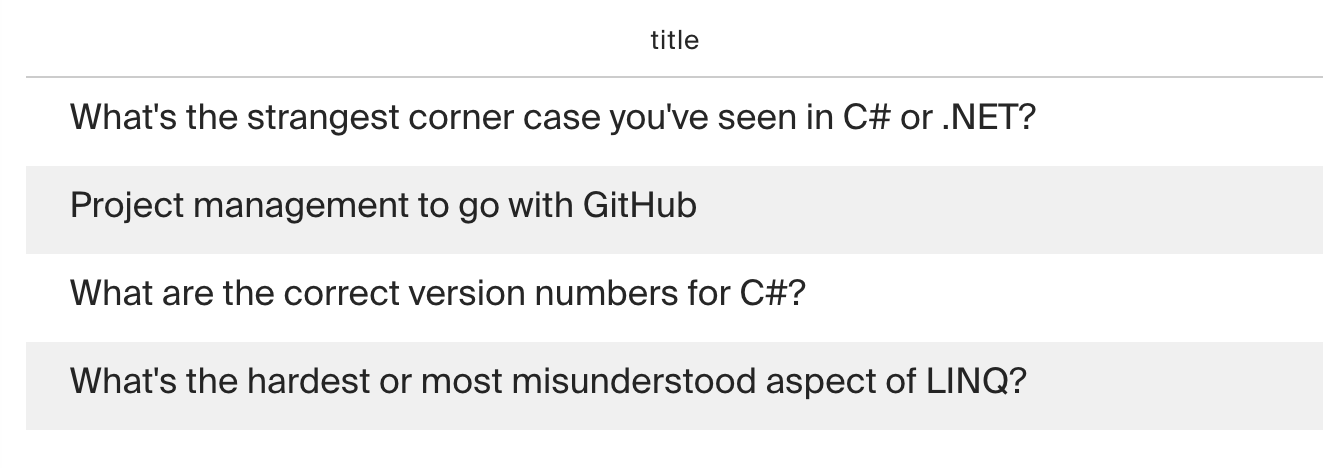 title
What's the strangest corner case you've seen in C# or .NET?
Project management to go with GitHub
What are the correct version numbers for C#?
What's the hardest or most misunderstood aspect of LINQ?